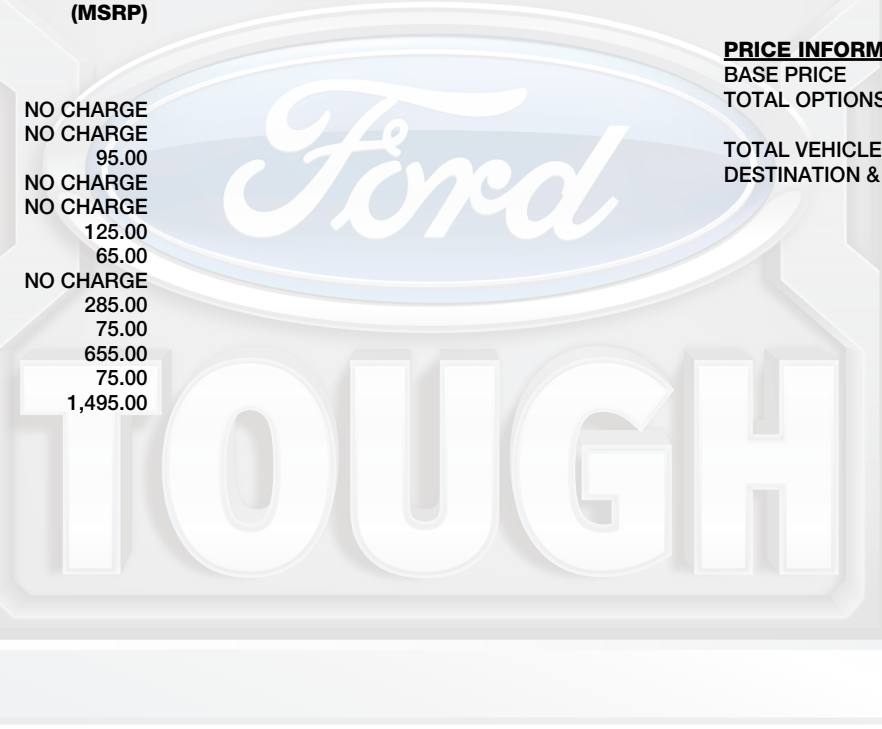 (MSRP)
NO CHARGE
NO CHARGE
95.00
NO CHARGE
NO CHARGE
125.00
65.00
NO CHARGE
285.00
75.00
655.00
75.00
1,495.00
PRICE INFORM
BASE PRICE
TOTAL OPTIONS
TOTAL VEHICLE
DESTINATION &
Ford
TOUGH